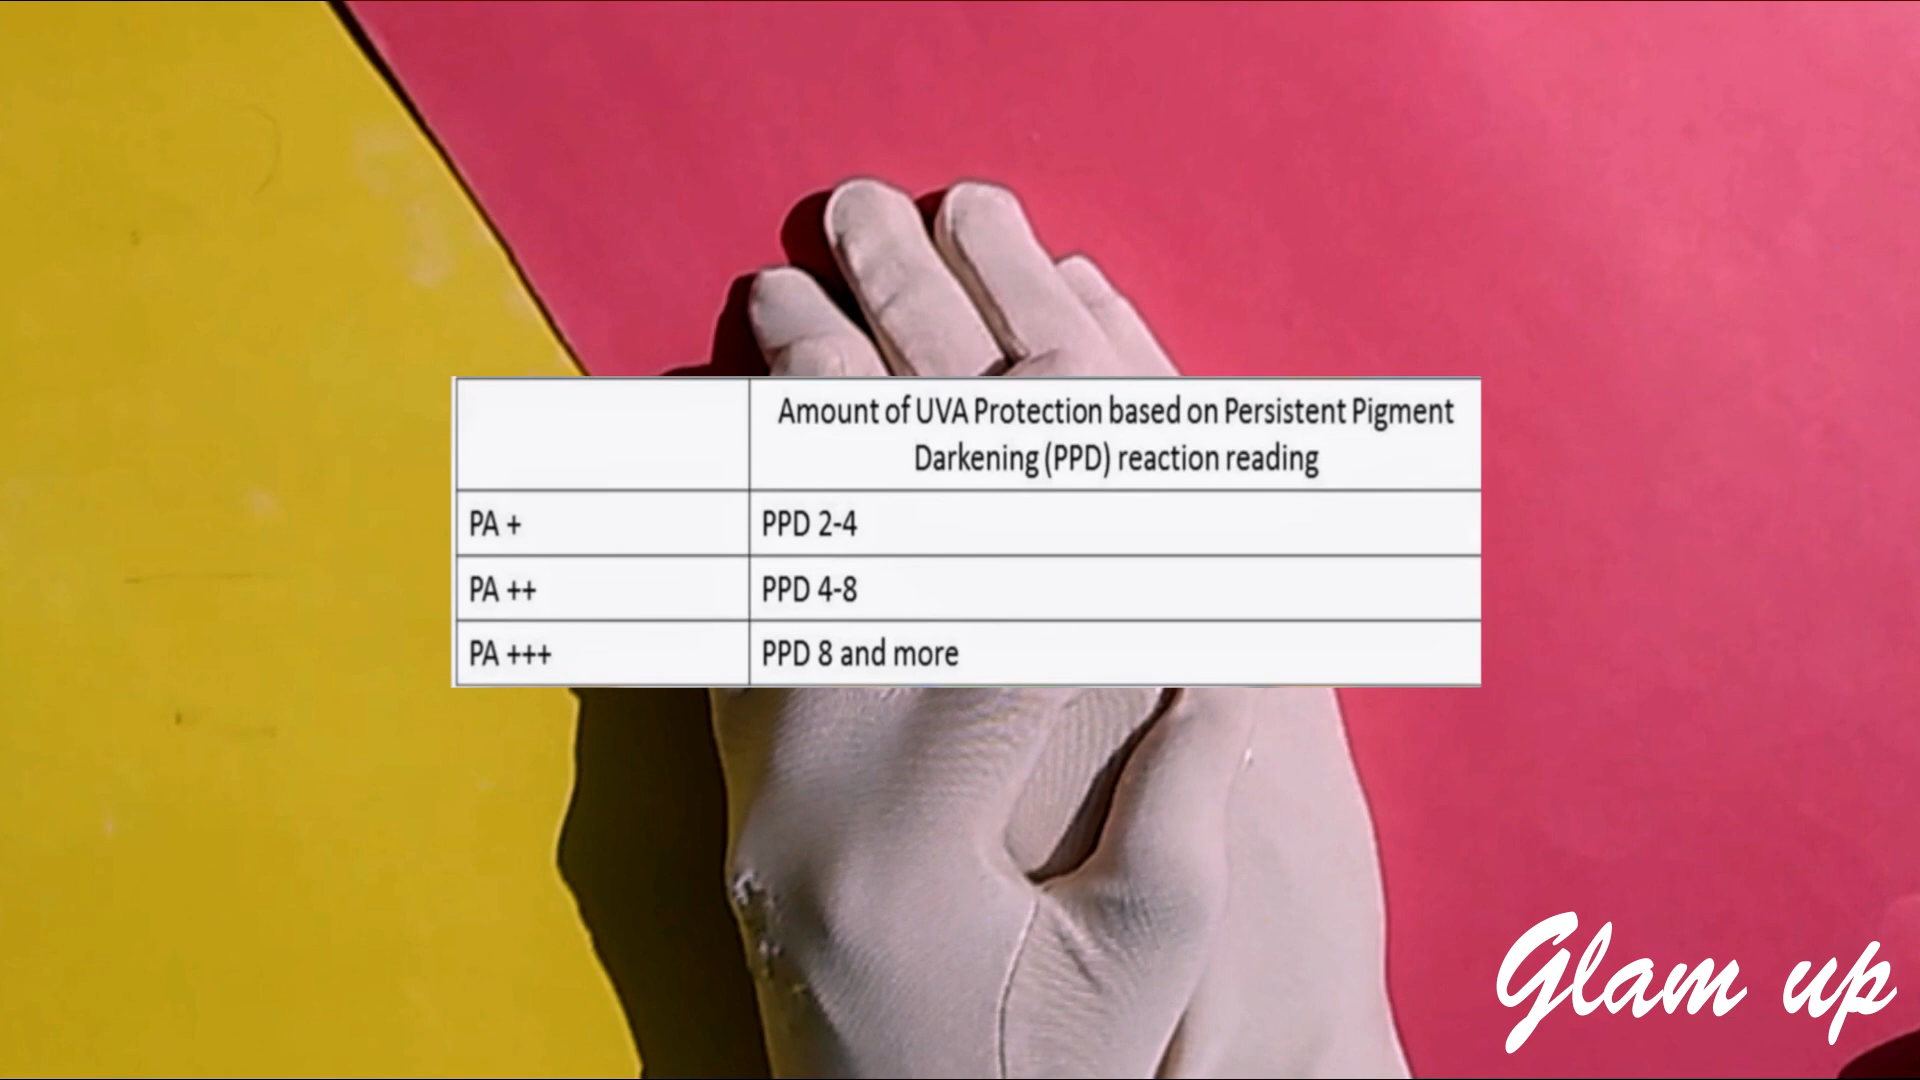 Amount of UVA Protection based on Persistent Pigment
Darkening (PPD) reaction reading
PA +
PPD 2-4
PA ++
PPD 4-8
PA +++
PPD 8 and more
Glam up